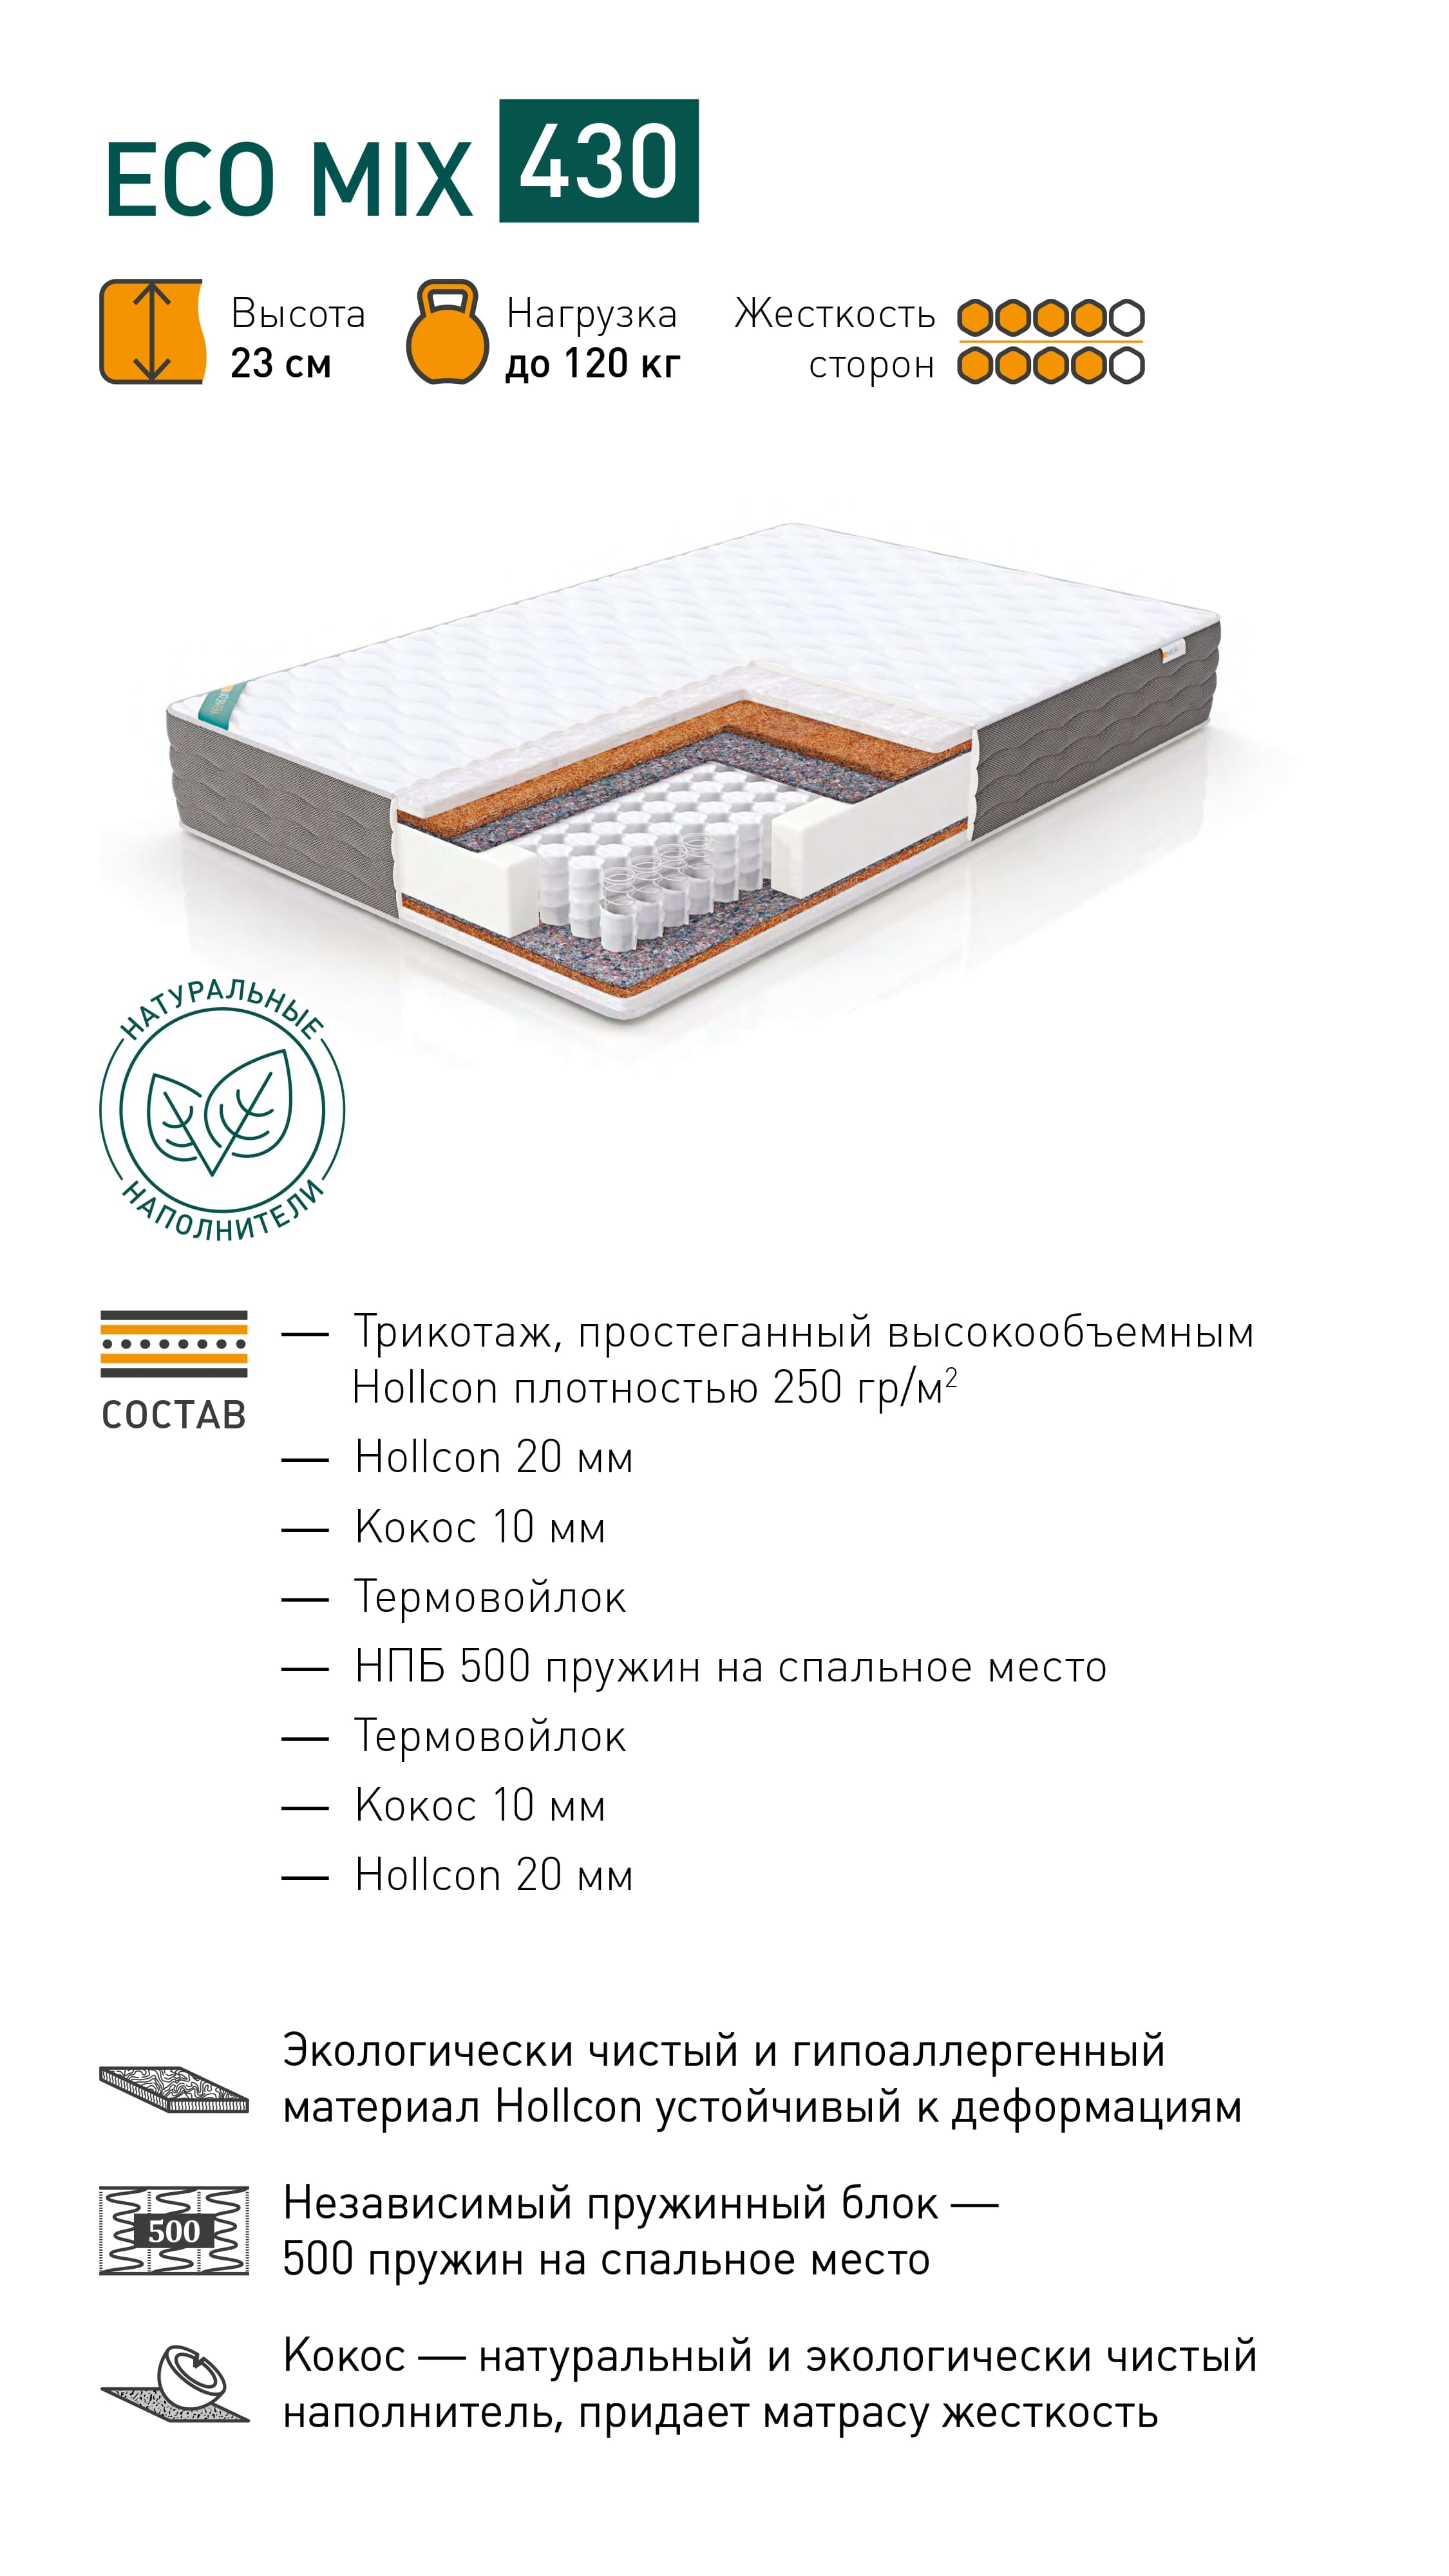 ECO MIX 430
Высота
23 см
Нагрузка
до 120 кг
Жесткость
сторон
НАТУРАЛЬНЫЕ
НАПОЛНИТЕЛИ
СОСТАВ
— Трикотаж, простеганный высокообъемным
Hollcon плотностью 250 гр/м²
— Hollcon 20 мм
— Кокос 10 мм
— Термовойлок
— НПБ 500 пружин на спальное место
— Термовойлок
— Кокос 10 мм
— Hollcon 20 мм
Экологически чистый и гипоаллергенный
материал Hollcon устойчивый к деформациям
500
Независимый пружинный блок —
500 пружин на спальное место
Кокос — натуральный и экологически чистый
наполнитель, придает матрасу жесткость